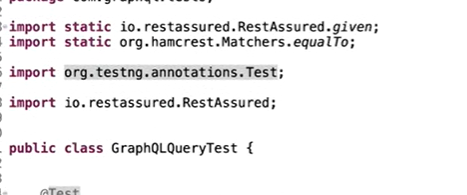 import static io.restassured.RestAssured.given;
import static org.hamcrest.Matchers.equalTo;
import org.testng.annotations.Test;
import io.restassured.RestAssured;
public class GraphQLQueryTest {
@Test